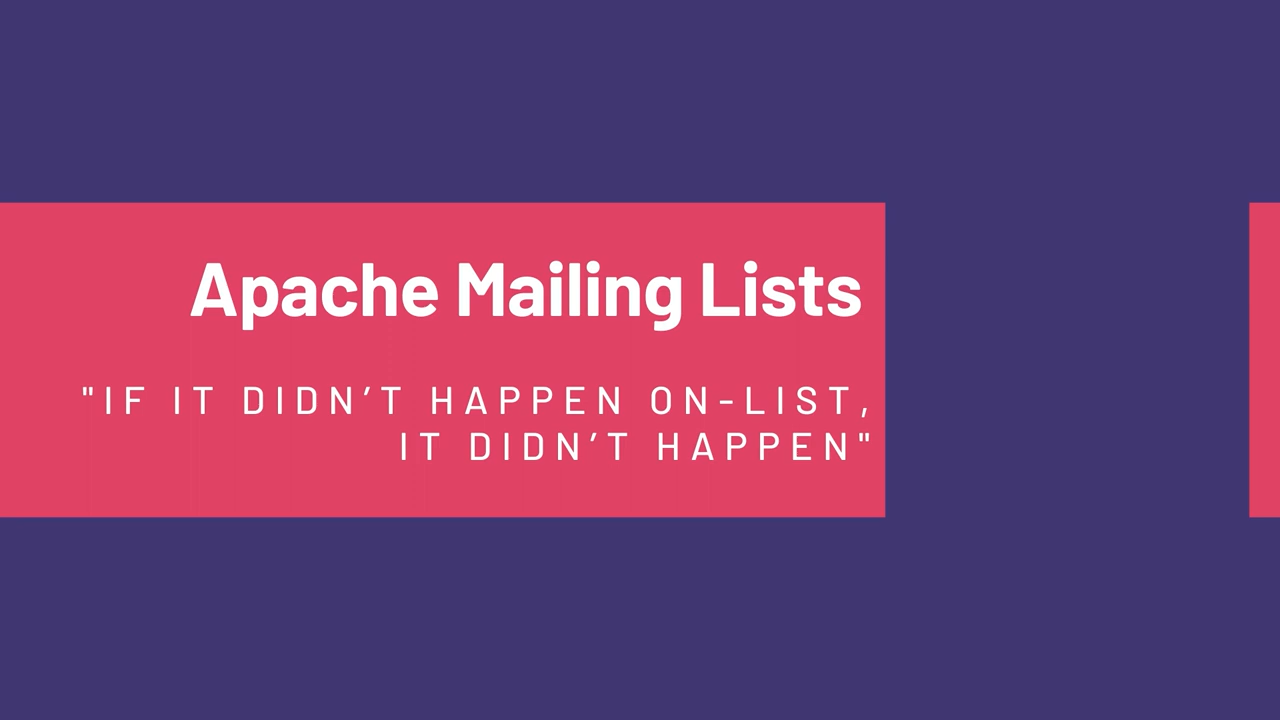 Apache Mailing Lists
"IF IT DIDN’T HAPPEN ON-LIST,
IT DIDN’T HAPPEN"